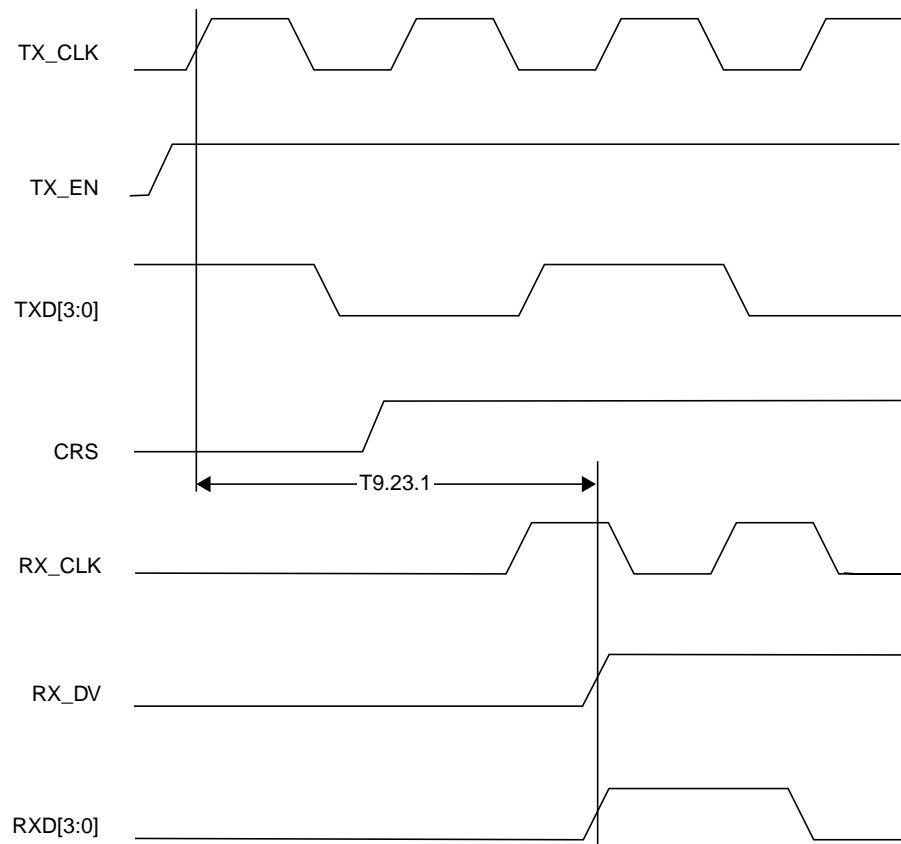 TX_CLK
TX_EN
TXD[3:0]
CRS
T9.23.1
RX_CLK
RX_DV
RXD[3:0]